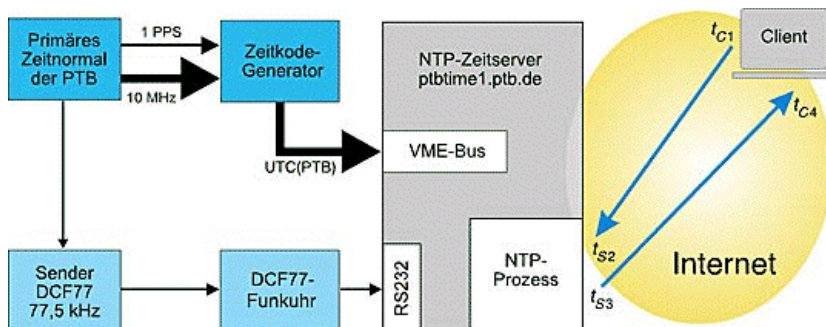 Primäres
Zeitnormal
der PTB
1 PPS
10 MHz
Zeitkode-
Generator
UTC(PTB)
NTP-Zeitserver
ptbtime1.ptb.de
VME-Bus
Client
tC1
tC4
tS2
tS3
Internet
Sender
DCF77
77,5 kHz
DCF77-
Funkuhr
RS232
NTP-
Prozess